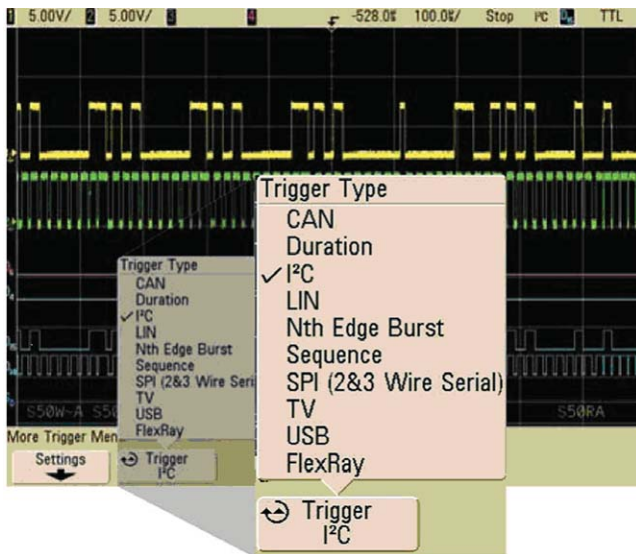 1 5.00V/ 2 5.00V/ 3 4 -528.0® 100.0®/ Stop I²C TTL
S50W~A S50
S50RA
Trigger Type
CAN
Duration
✓ I²C
LIN
Nth Edge Burst
Sequence
SPI (2&3 Wire Seri
TV
USB
FlexRay
More Trigger Men
Settings
Trigger
I²C
Trigger Type
CAN
Duration
✓ I²C
LIN
Nth Edge Burst
Sequence
SPI (2&3 Wire Serial)
TV
USB
FlexRay
Trigger
I²C